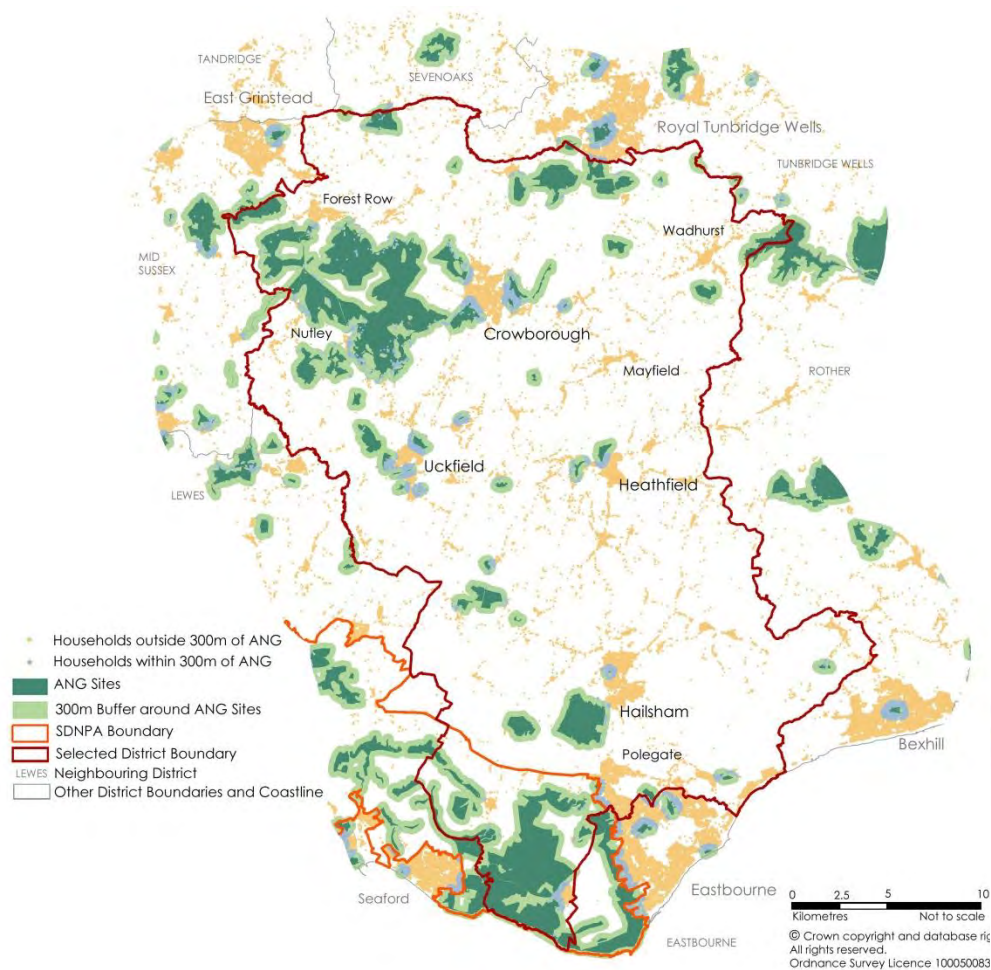 TANDRIDGE
SEVENOAKS
East Grinstead
Royal Tunbridge Wells
TUNBRIDGE WELLS
Forest Row
Wadhurst
MID
SUSSEX
Nutley
Crowborough
Mayfield
ROTHER
Uckfield
Heathfield
LEWES
Hailsham
Polegate
Bexhill
Seaford
Eastbourne
EASTBOURNE
Households outside 300m of ANG
Households within 300m of ANG
ANG Sites
300m Buffer around ANG Sites
SDNPA Boundary
Selected District Boundary
LEWES Neighbouring District
Other District Boundaries and Coastline
0 2.5 5 10
Kilometres Not to scale
© Crown copyright and database rig
All rights reserved.
Ordnance Survey Licence 100050083